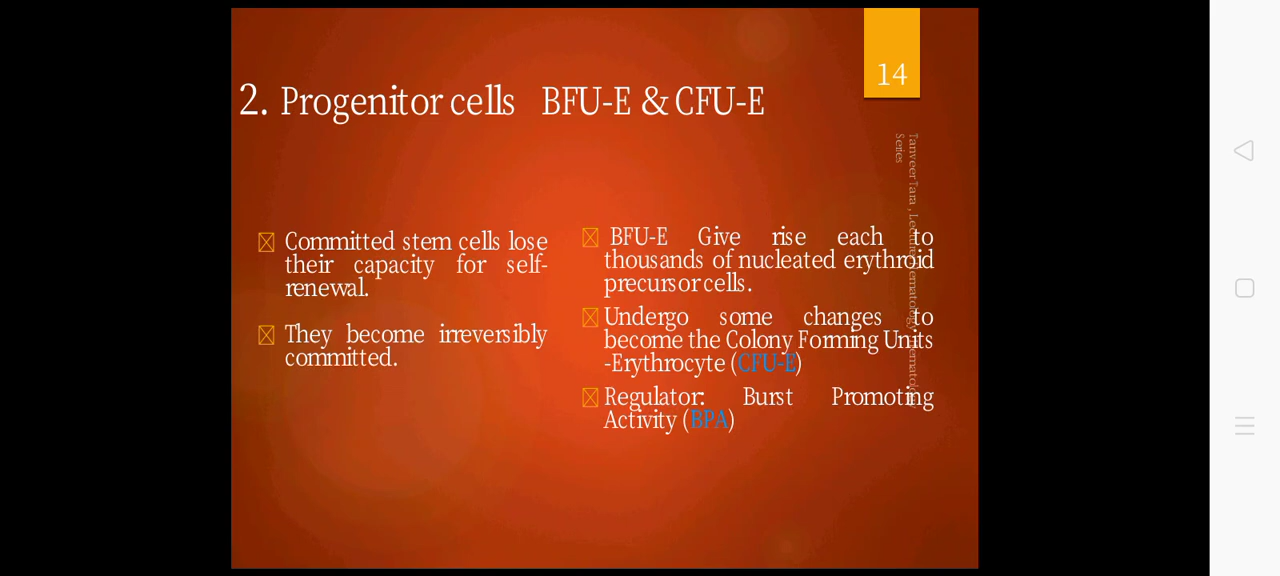 14
2. Progenitor cells BFU-E & CFU-E
Committed stem cells lose
their capacity for self-
renewal.
They become irreversibly
committed.
BFU-E Give rise each to
thousands of nucleated erythroid
precursor cells.
Undergo some changes to
become the Colony Forming Units
-Erythrocyte (CFU-E)
Regulator: Burst Promoting
Activity (BPA)
Tanveer Tara ,
Series